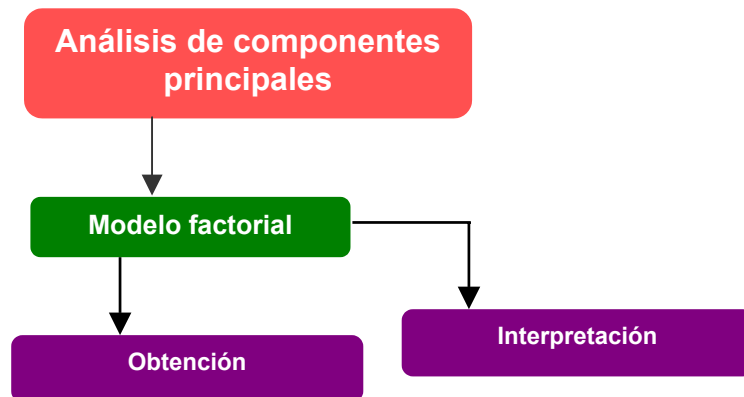 Análisis de componentes
principales
Modelo factorial
Interpretación
Obtención